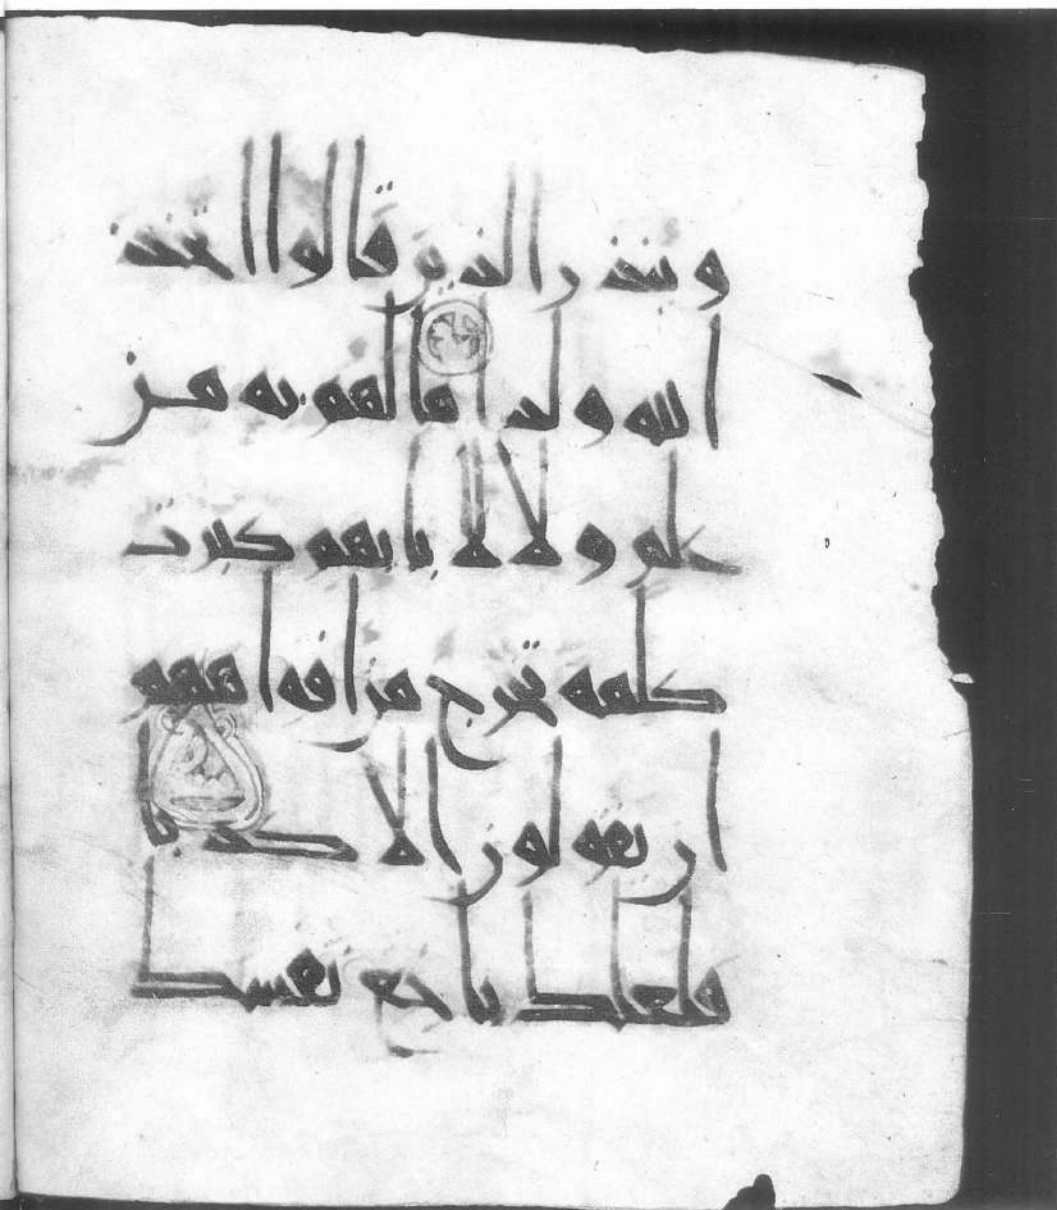 وينذر الذين قالوا اتخذ
الله ولدا ما لهم به من
علم ولا لابايهم كبرت
كلمة تخرج من افواههم
ان يقولون الا كذبا
فلعلك باخع نفسك